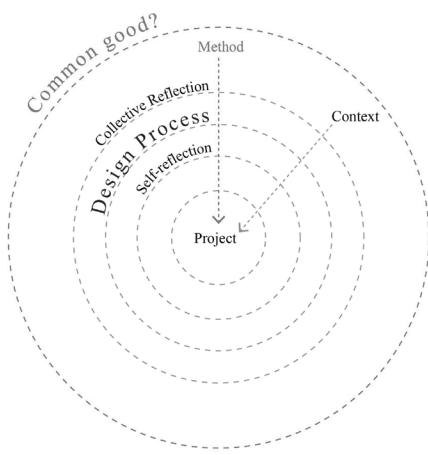 Common good?
Method
Collective Reflection
Context
Design Process
Self-reflection
Project